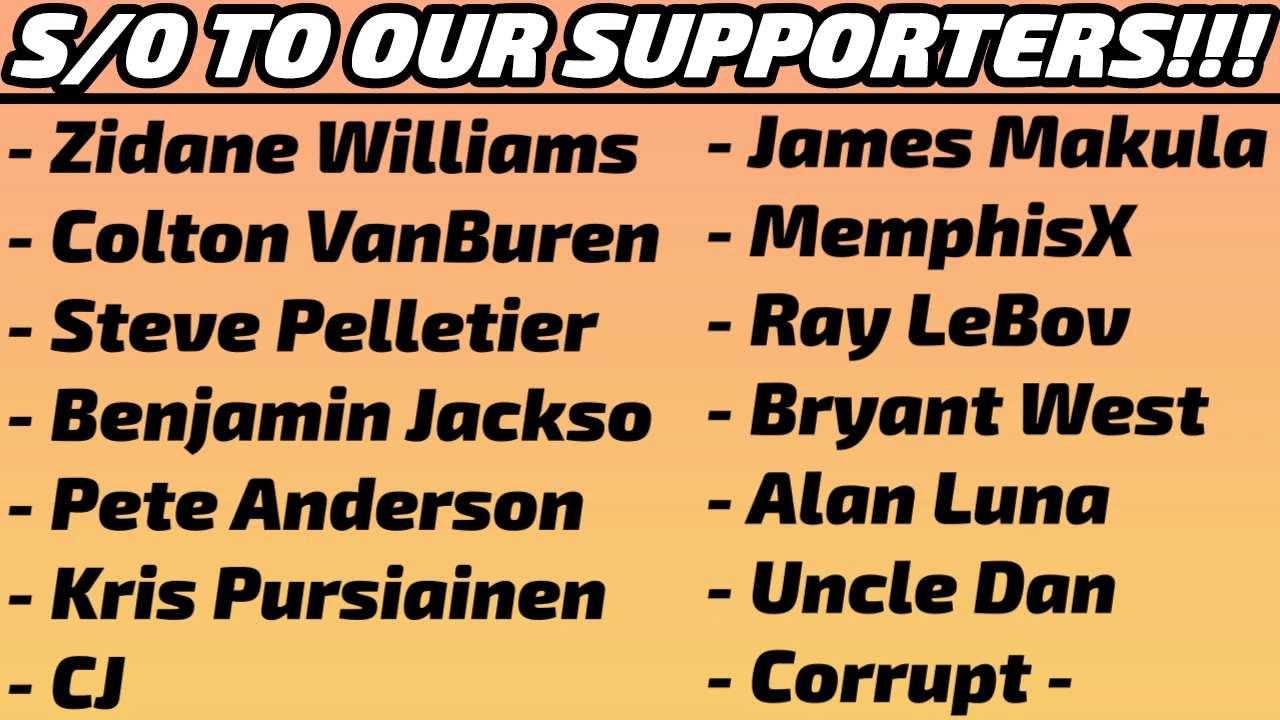 S/O TO OUR SUPPORTERS!!!
- Zidane Williams
- Colton VanBuren
- Steve Pelletier
- Benjamin Jackso
- Pete Anderson
- Kris Pursiainen
- CJ
- James Makula
- MemphisX
- Ray LeBov
- Bryant West
- Alan Luna
- Uncle Dan
- Corrupt -